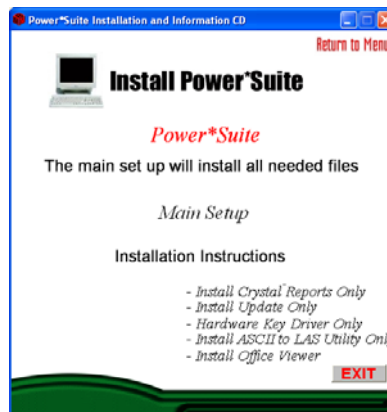 Power*Suite Installation and Information CD
Return to Menu
Install Power*Suite
Power*Suite
The main set up will install all needed files
Main Setup
Installation Instructions
- Install Crystal Reports Only
- Install Update Only
- Hardware Key Driver Only
- Install ASCII to LAS Utility Only
- Install Office Viewer
EXIT